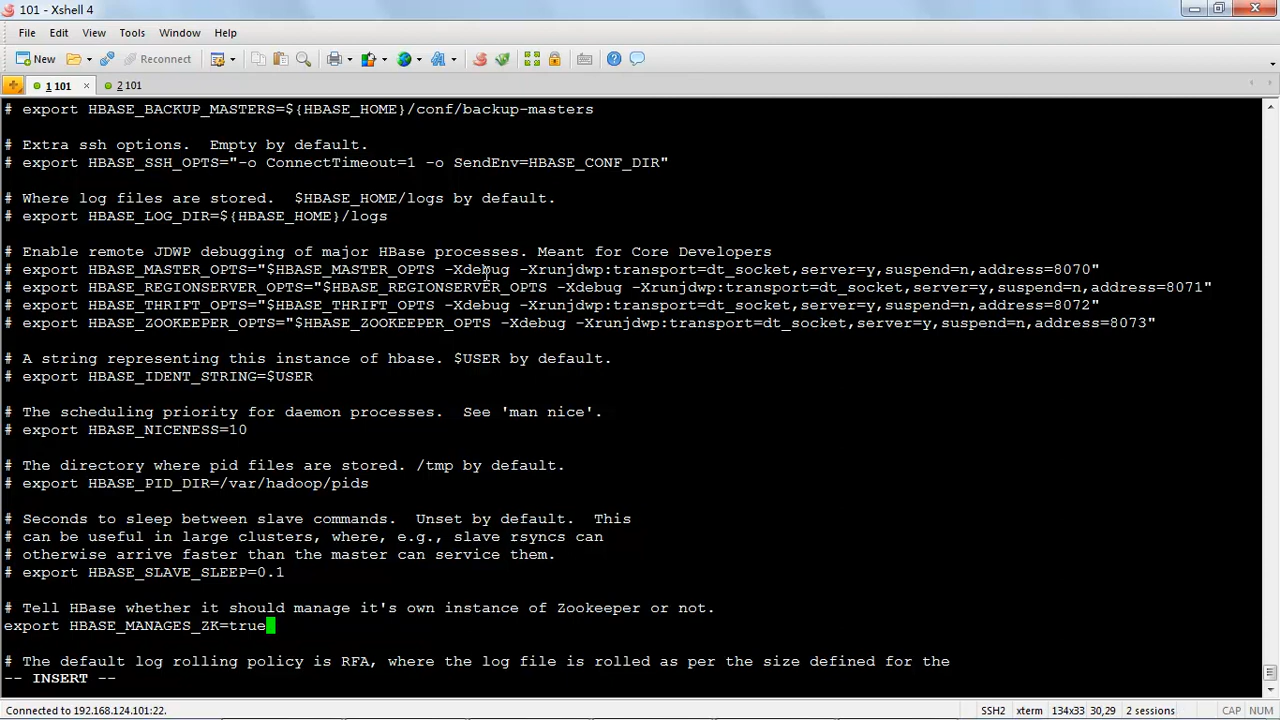 101 - Xshell 4
File Edit View Tools Window Help
New Reconnect
1 101 × 2 101
# export HBASE_BACKUP_MASTERS=${HBASE_HOME}/conf/backup-masters
# Extra ssh options.  Empty by default.
# export HBASE_SSH_OPTS="-o ConnectTimeout=1 -o SendEnv=HBASE_CONF_DIR"
# Where log files are stored.  $HBASE_HOME/logs by default.
# export HBASE_LOG_DIR=${HBASE_HOME}/logs
# Enable remote JDWP debugging of major HBase processes. Meant for Core Developers
# export HBASE_MASTER_OPTS="$HBASE_MASTER_OPTS -Xdebug -Xrunjdwp:transport=dt_socket,server=y,suspend=n,address=8070"
# export HBASE_REGIONSERVER_OPTS="$HBASE_REGIONSERVER_OPTS -Xdebug -Xrunjdwp:transport=dt_socket,server=y,suspend=n,address=8071"
# export HBASE_THRIFT_OPTS="$HBASE_THRIFT_OPTS -Xdebug -Xrunjdwp:transport=dt_socket,server=y,suspend=n,address=8072"
# export HBASE_ZOOKEEPER_OPTS="$HBASE_ZOOKEEPER_OPTS -Xdebug -Xrunjdwp:transport=dt_socket,server=y,suspend=n,address=8073"
# A string representing this instance of hbase. $USER by default.
# export HBASE_IDENT_STRING=$USER
# The scheduling priority for daemon processes.  See 'man nice'.
# export HBASE_NICENESS=10
# The directory where pid files are stored. /tmp by default.
# export HBASE_PID_DIR=/var/hadoop/pids
# Seconds to sleep between slave commands.  Unset by default.  This
# can be useful in large clusters, where, e.g., slave rsyncs can
# otherwise arrive faster than the master can service them.
# export HBASE_SLAVE_SLEEP=0.1
# Tell HBase whether it should manage it's own instance of Zookeeper or not.
export HBASE_MANAGES_ZK=true
# The default log rolling policy is RFA, where the log file is rolled as per the size defined for the
-- INSERT --
Connected to 192.168.124.101:22. SSH2 xterm 134x33 30,29 2 sessions CAP NUM